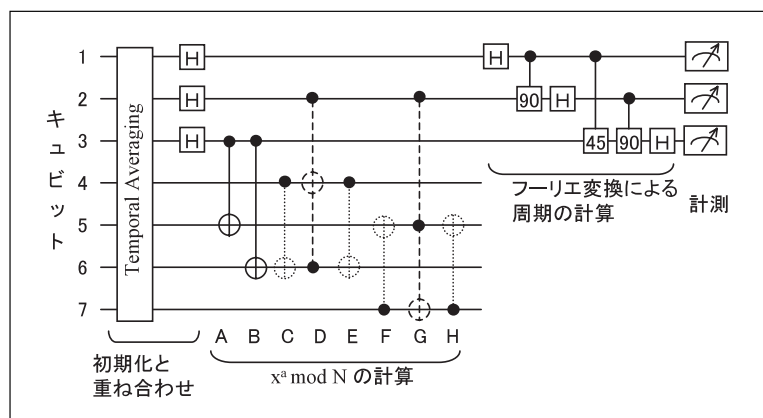 キュビット
1
2
3
4
5
6
7
Temporal Averaging
H
H
H
H
90
H
45
90
H
A B C D E F G H
初期化と
重ね合わせ
xᵃ mod N の計算
フーリエ変換による
周期の計算
計測